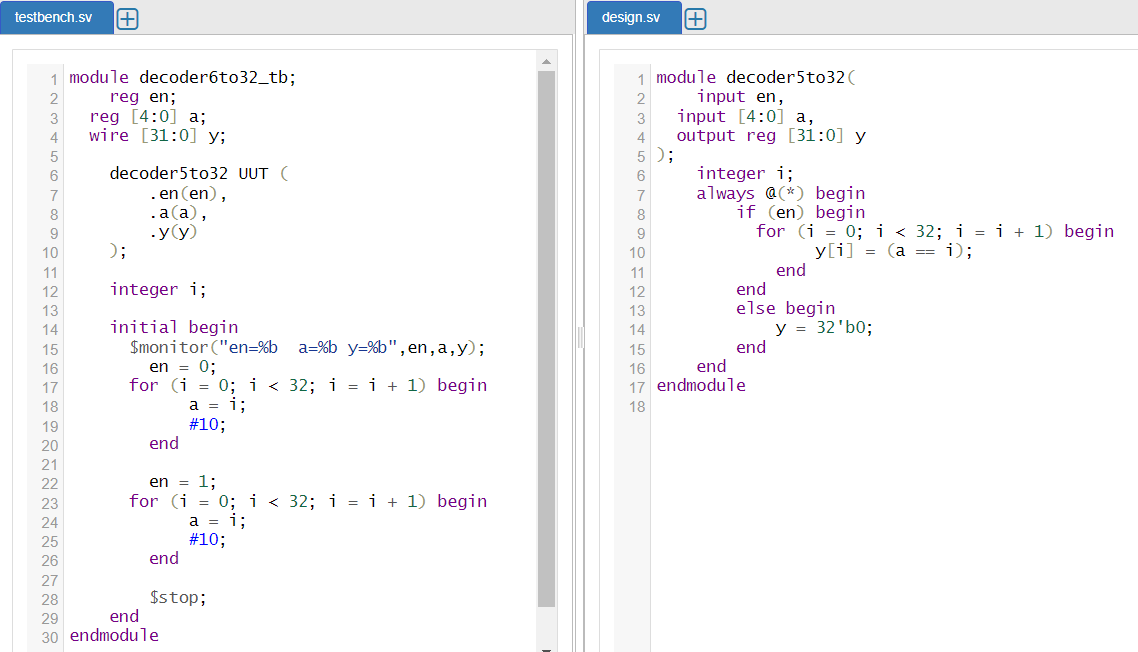 testbench.sv
1 module decoder6to32_tb;
2 reg en;
3 reg [4:0] a;
4 wire [31:0] y;
5
6 decoder5to32 UUT (
7 .en(en),
8 .a(a),
9 .y(y)
10 );
11
12 integer i;
13
14 initial begin
15 $monitor("en=%b  a=%b y=%b",en,a,y);
16 en = 0;
17 for (i = 0; i < 32; i = i + 1) begin
18 a = i;
19 #10;
20 end
21
22 en = 1;
23 for (i = 0; i < 32; i = i + 1) begin
24 a = i;
25 #10;
26 end
27
28 $stop;
29 end
30 endmodule
design.sv
1 module decoder5to32(
2 input en,
3 input [4:0] a,
4 output reg [31:0] y
5 );
6 integer i;
7 always @(*) begin
8 if (en) begin
9 for (i = 0; i < 32; i = i + 1) begin
10 y[i] = (a == i);
11 end
12 end
13 else begin
14 y = 32'b0;
15 end
16 end
17 endmodule
18